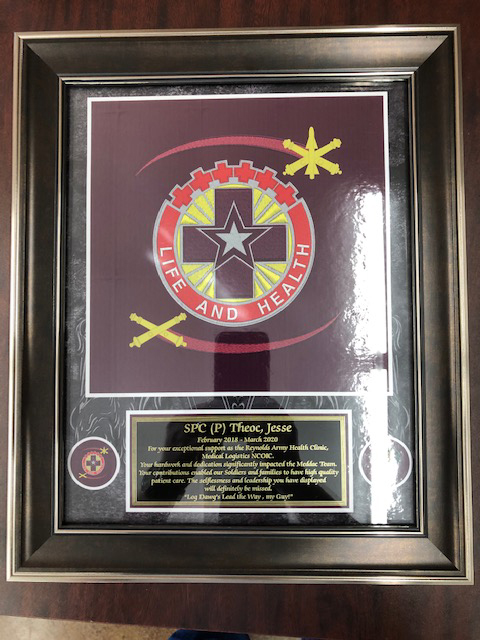 LIFE AND HEALTH
SPC (P) Theoc, Jesse
February 2018 - March 2020
For your exceptional support as the Reynolds Army Health Clinic,
Medical Logistics NCOIC.
Your hardwork and dedication significantly impacted the Meddac Team.
Your contributions enabled our Soldiers and families to have high quality
patient care. The selflessness and leadership you have displayed
will definitely be missed.
"Log Dawg's Lead the Way, my Guy!"